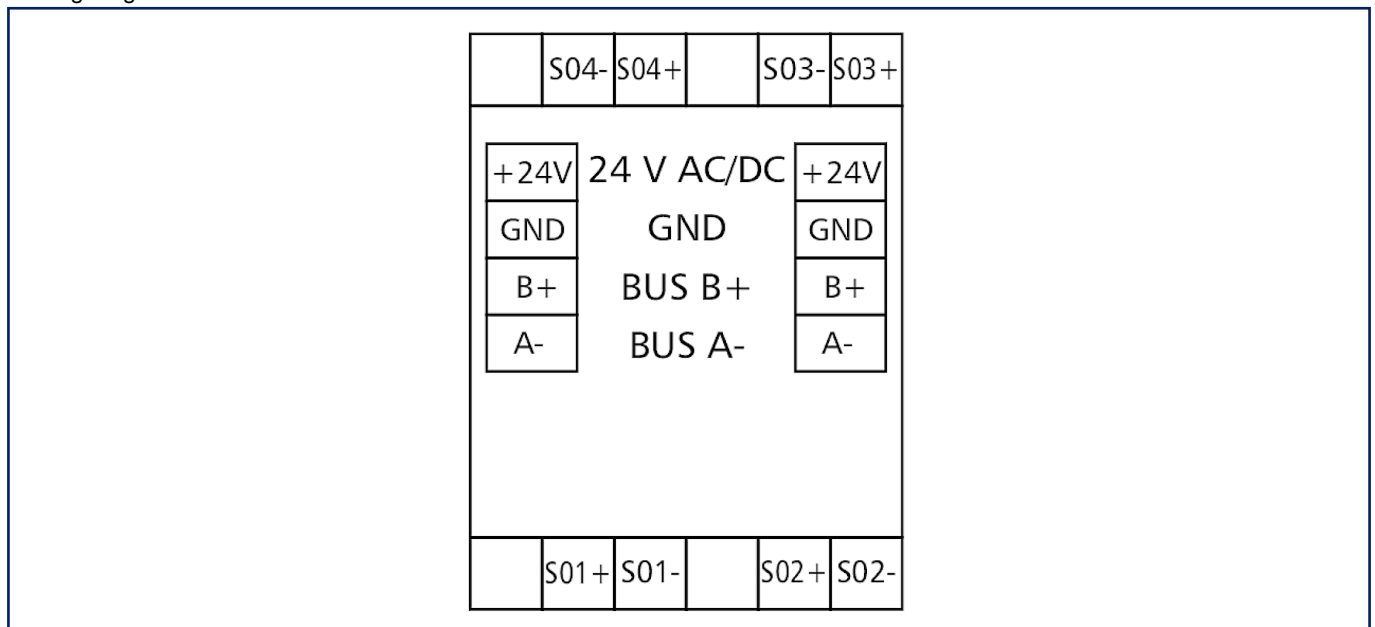 S04- S04+ S03- S03+
+24V 24 V AC/DC +24V
GND GND GND
B+ BUS B+ B+
A- BUS A- A-
S01+ S01- S02+ S02-